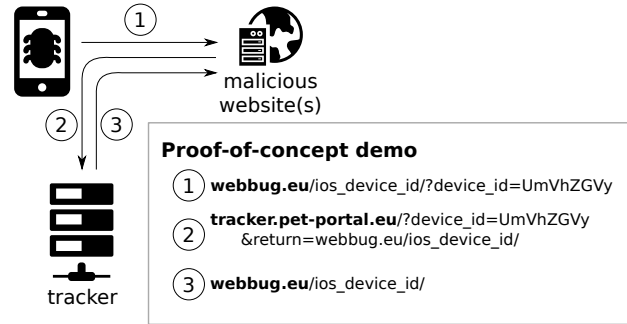 1
malicious
website(s)
2
3
tracker
Proof-of-concept demo
1 webbug.eu/ios_device_id/?device_id=UmVhZGVy
2 tracker.pet-portal.eu/?device_id=UmVhZGVy
&return=webbug.eu/ios_device_id/
3 webbug.eu/ios_device_id/